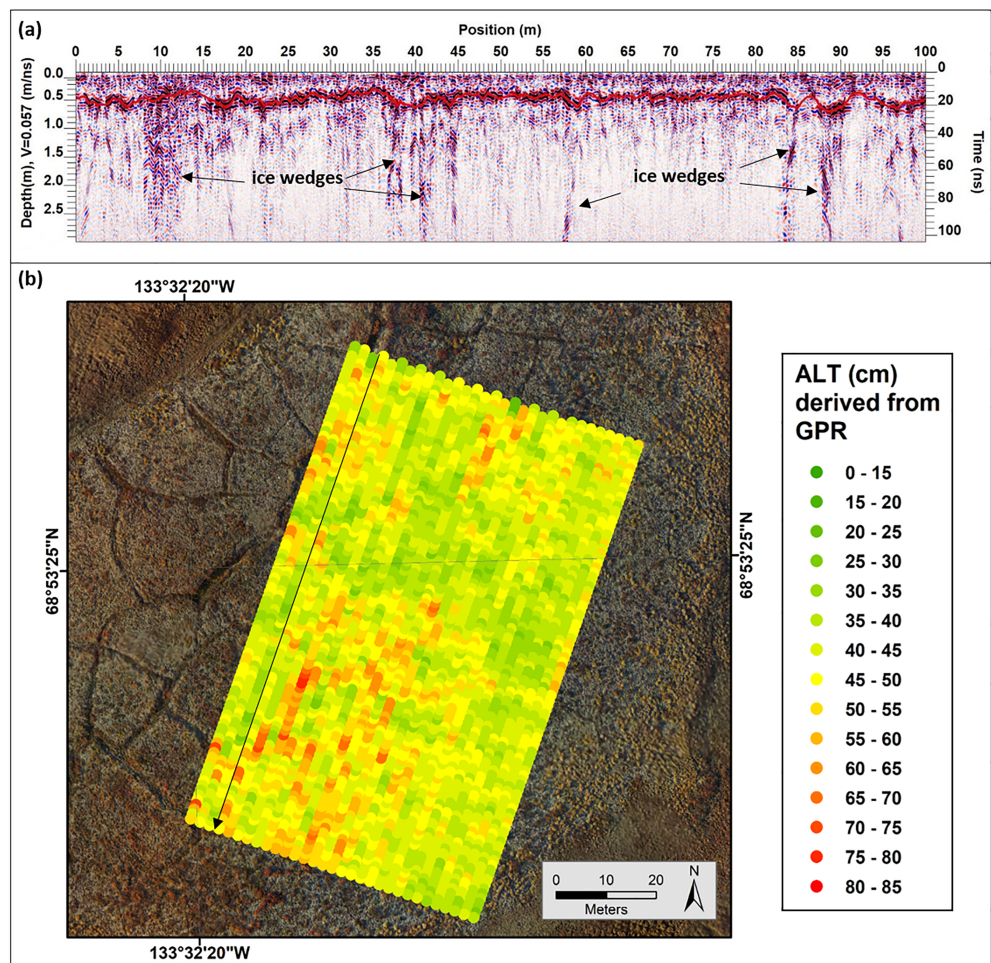 (a)
Position (m)
0 5 10 15 20 25 30 35 40 45 50 55 60 65 70 75 80 85 90 95 100
Depth(m), V=0.057 (m/ns)
0.0
0.5
1.0
1.5
2.0
2.5
ice wedges
ice wedges
0
20
40
60
80
100
Time (ns)
(b)
133°32'20"W
68°53'25"N
68°53'25"N
133°32'20"W
0 10 20
Meters
N
ALT (cm)
derived from
GPR
0 - 15
15 - 20
20 - 25
25 - 30
30 - 35
35 - 40
40 - 45
45 - 50
50 - 55
55 - 60
60 - 65
65 - 70
70 - 75
75 - 80
80 - 85